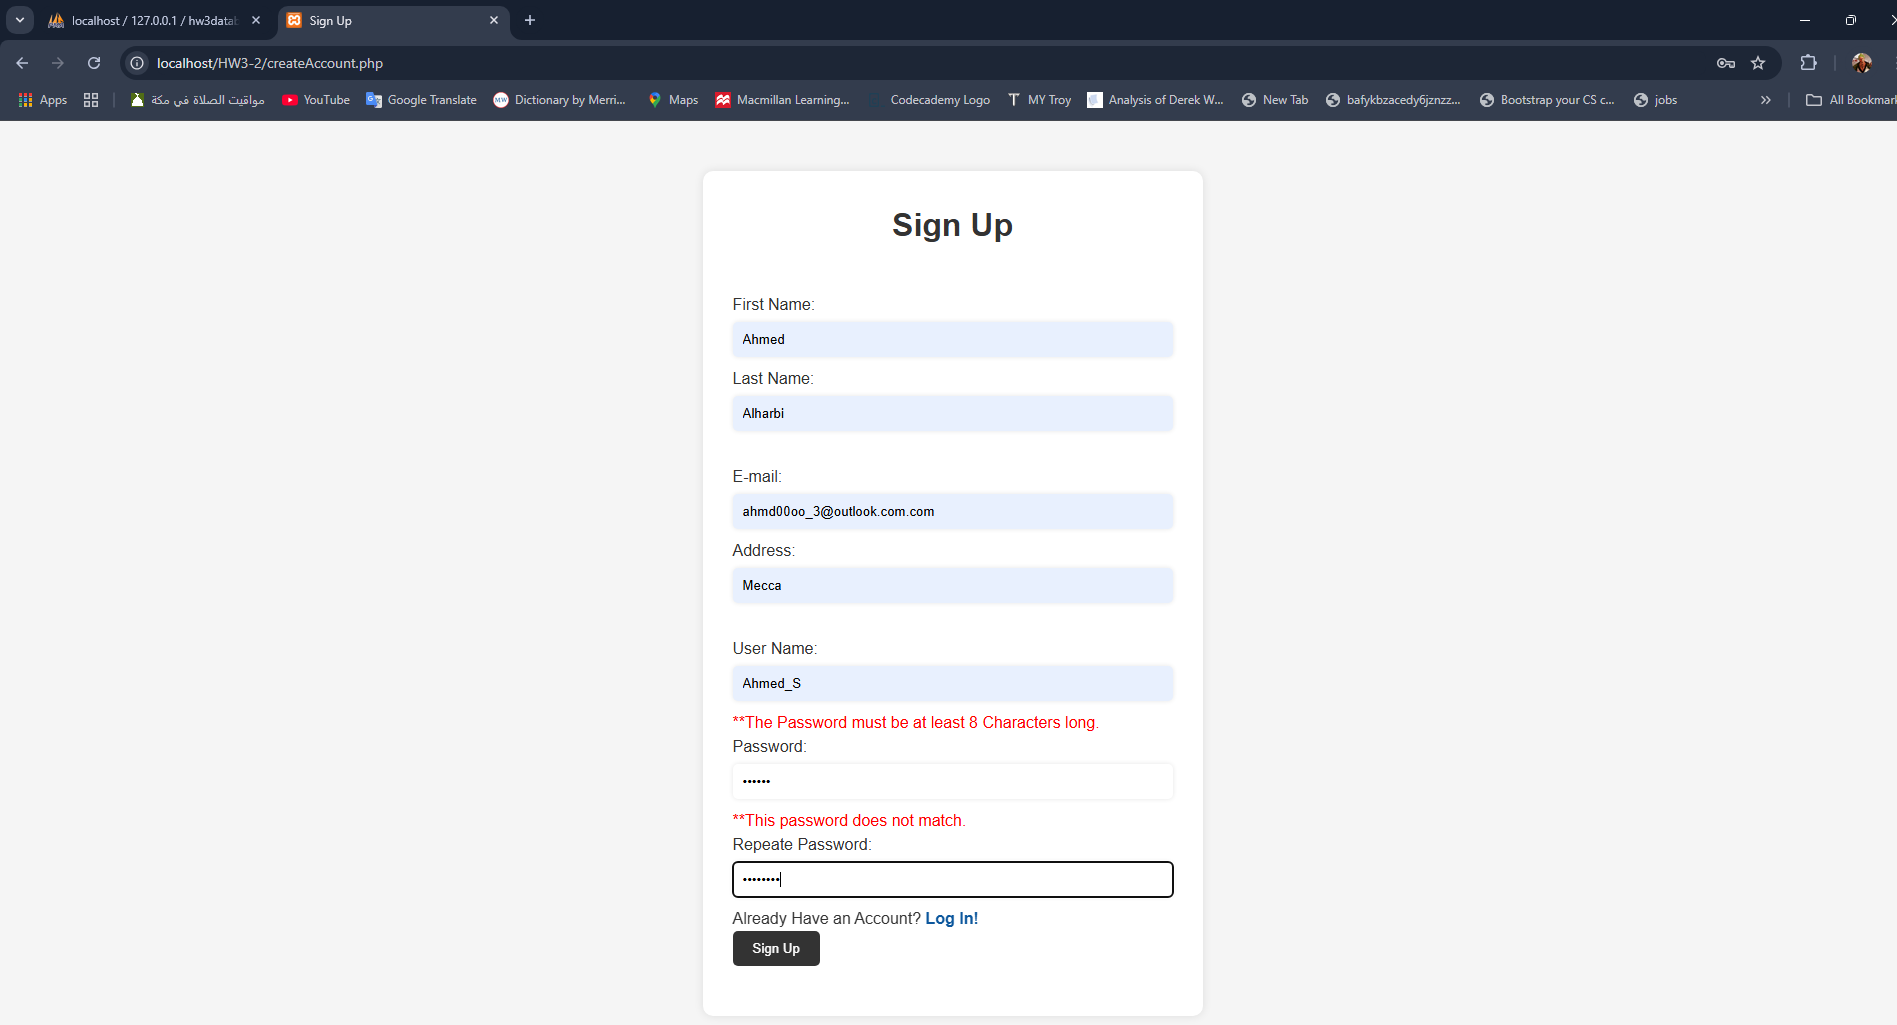 localhost / 127.0.0.1 / hw3datab
Sign Up
localhost/HW3-2/createAccount.php
Apps
مواقيت الصلاة في مكة
YouTube
Google Translate
MW
Dictionary by Merri...
Maps
Macmillan Learning...
Codecademy Logo
T
MY Troy
Analysis of Derek W...
New Tab
bafykbzacedy6jznzz...
Bootstrap your CS c...
jobs
All Bookmark
Sign Up
First Name:
Ahmed
Last Name:
Alharbi
E-mail:
ahmd00oo_3@outlook.com.com
Address:
Mecca
User Name:
Ahmed_S
**The Password must be at least 8 Characters long.
Password:
••••••
**This password does not match.
Repeate Password:
••••••••
Already Have an Account? Log In!
Sign Up